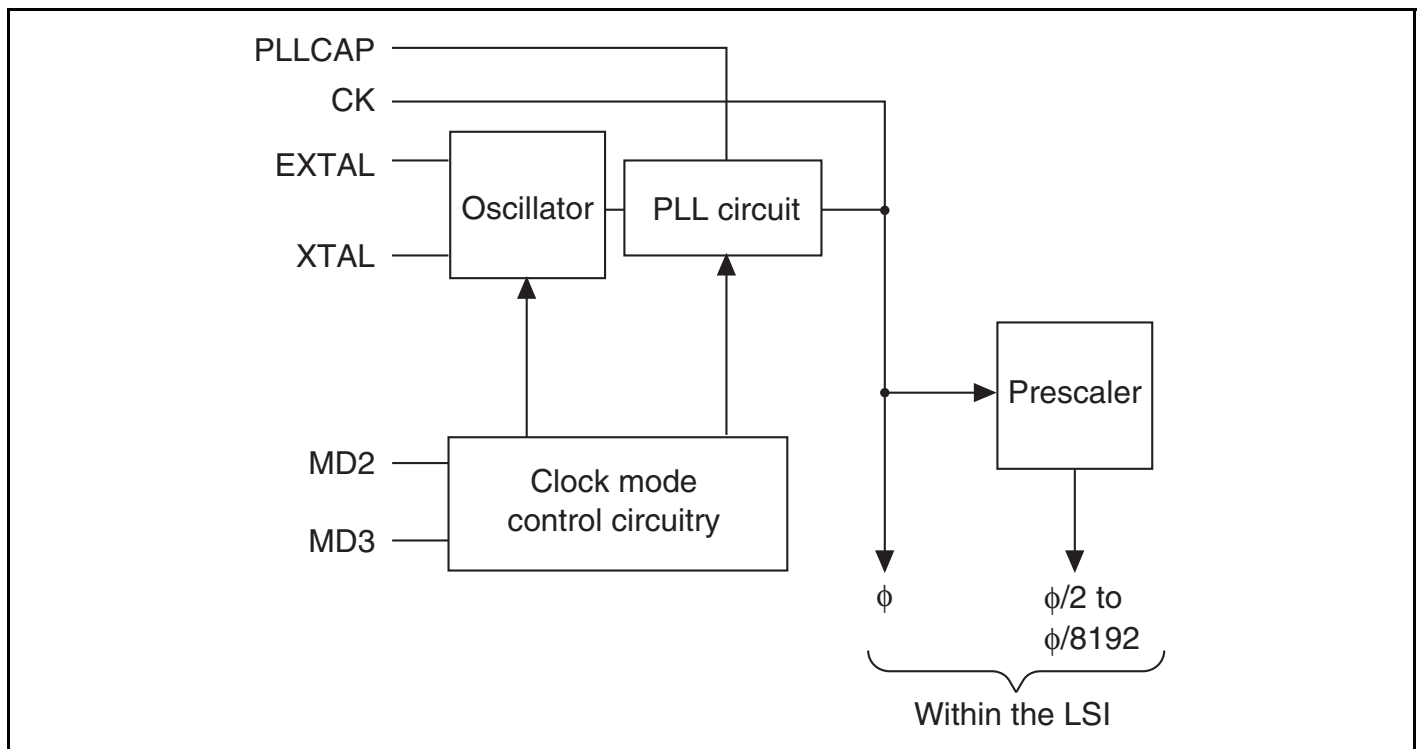 PLLCAP
CK
EXTAL
XTAL
Oscillator
PLL circuit
Prescaler
MD2
MD3
Clock mode
control circuitry
ϕ
ϕ/2 to
ϕ/8192
Within the LSI